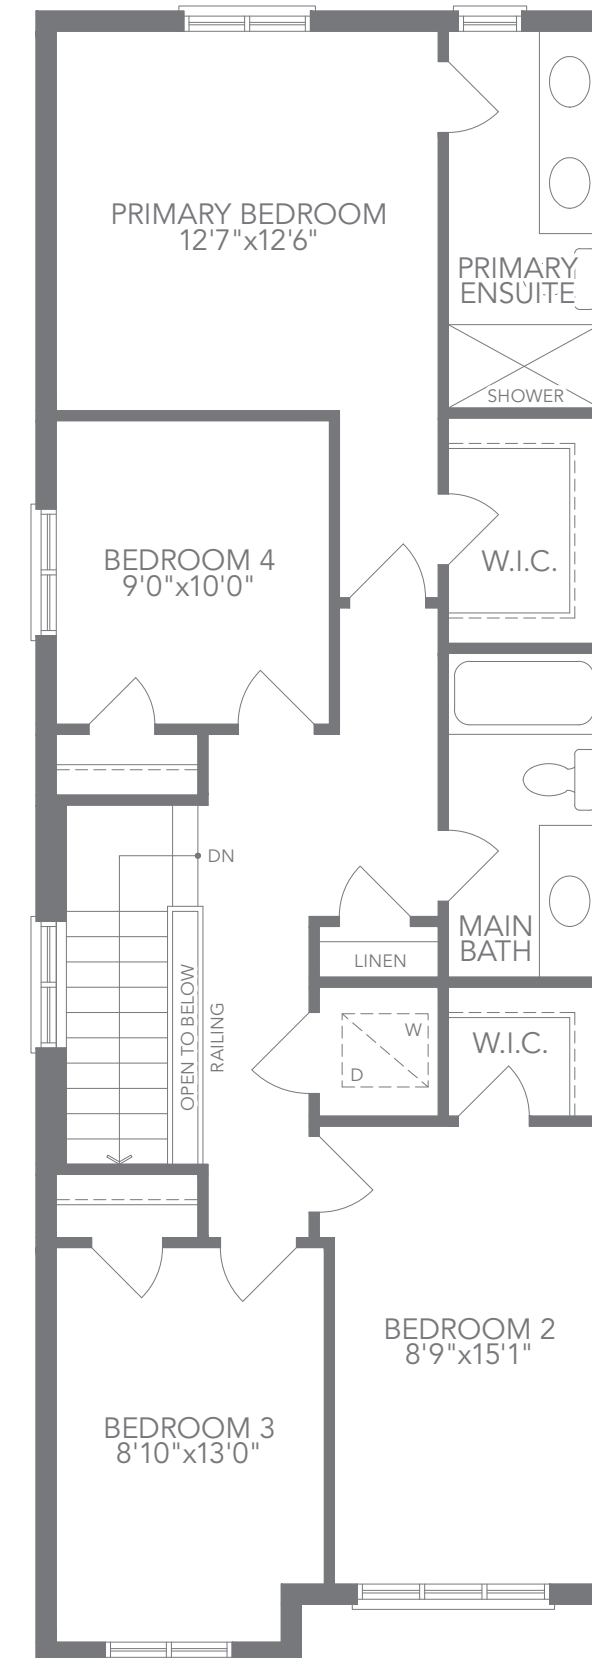 PRIMARY BEDROOM
12'7"x12'6"
PRIMARY
ENSUITE
SHOWER
BEDROOM 4
9'0"x10'0"
W.I.C.
DN
MAIN
BATH
LINEN
OPEN TO BELOW
RAILING
W
D
W.I.C.
BEDROOM 2
8'9"x15'1"
BEDROOM 3
8'10"x13'0"